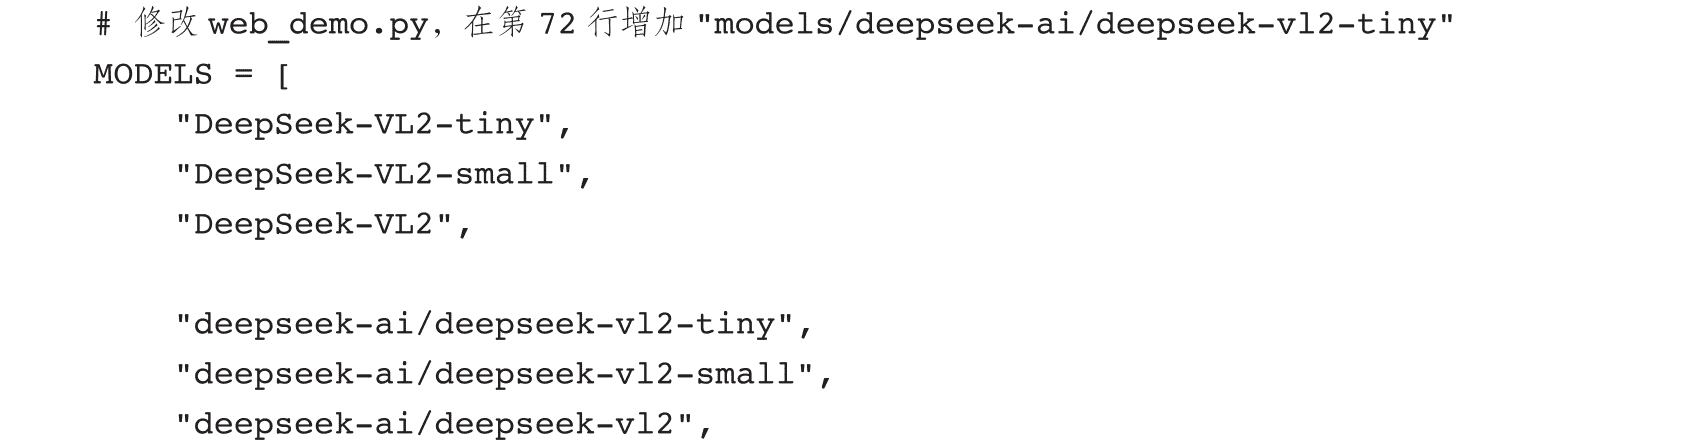 # 修改 web_demo.py，在第 72 行增加 "models/deepseek-ai/deepseek-vl2-tiny"
MODELS = [
    "DeepSeek-VL2-tiny",
    "DeepSeek-VL2-small",
    "DeepSeek-VL2",

    "deepseek-ai/deepseek-vl2-tiny",
    "deepseek-ai/deepseek-vl2-small",
    "deepseek-ai/deepseek-vl2",